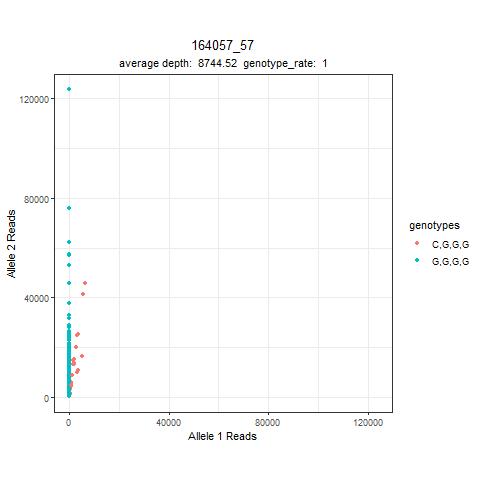 164057_57
average depth:  8744.52  genotype_rate:  1
120000
80000
40000
0
Allele 2 Reads
0
40000
80000
120000
Allele 1 Reads
genotypes
C,G,G,G
G,G,G,G